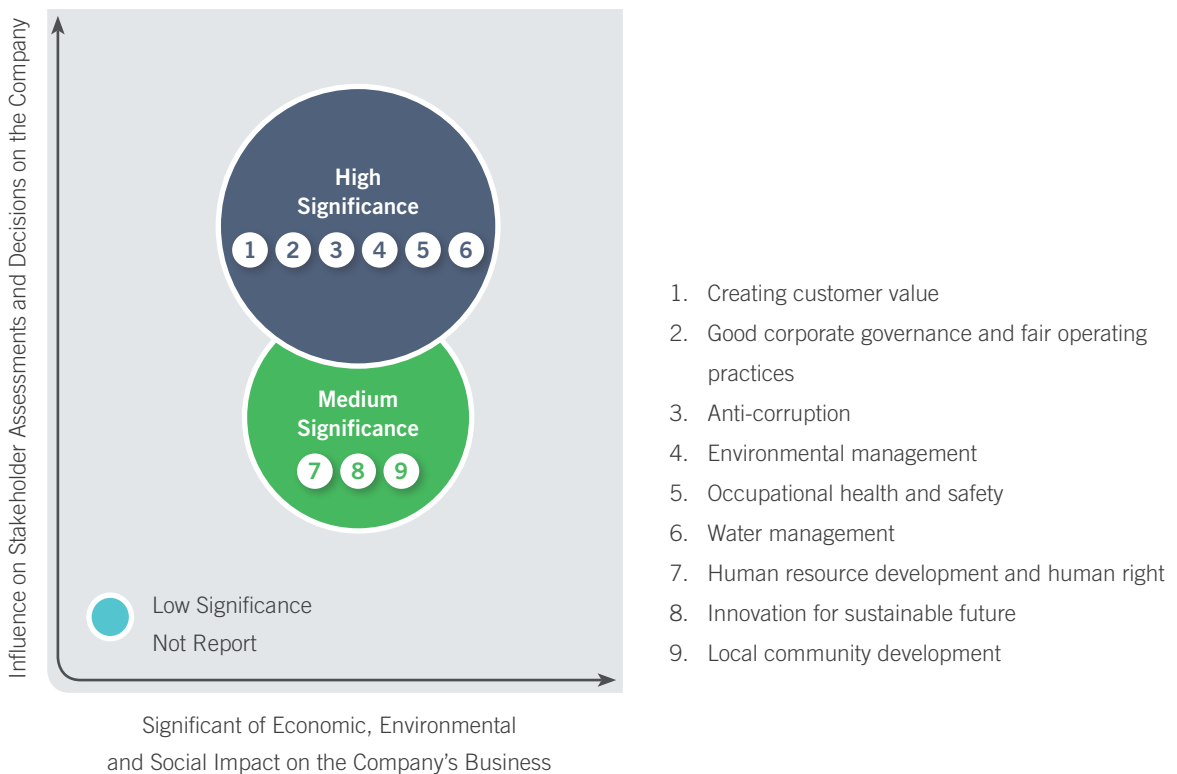 Influence on Stakeholder Assessments and Decisions on the Company
High
Significance
1 2 3 4 5 6
Medium
Significance
7 8 9
Low Significance
Not Report
Significant of Economic, Environmental
and Social Impact on the Company's Business
1. Creating customer value
2. Good corporate governance and fair operating
practices
3. Anti-corruption
4. Environmental management
5. Occupational health and safety
6. Water management
7. Human resource development and human right
8. Innovation for sustainable future
9. Local community development